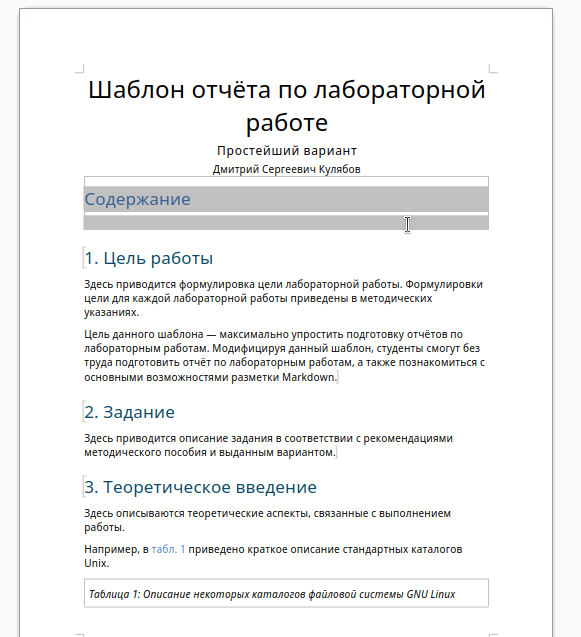 Шаблон отчёта по лабораторной
работе
Простейший вариант
Дмитрий Сергеевич Кулябов
Содержание
1. Цель работы
Здесь приводится формулировка цели лабораторной работы. Формулировки
цели для каждой лабораторной работы приведены в методических
указаниях.
Цель данного шаблона — максимально упростить подготовку отчётов по
лабораторным работам. Модифицируя данный шаблон, студенты смогут без
труда подготовить отчёт по лабораторным работам, а также познакомиться с
основными возможностями разметки Markdown.
2. Задание
Здесь приводится описание задания в соответствии с рекомендациями
методического пособия и выданным вариантом.
3. Теоретическое введение
Здесь описываются теоретические аспекты, связанные с выполнением
работы.
Например, в табл. 1 приведено краткое описание стандартных каталогов
Unix.
Таблица 1: Описание некоторых каталогов файловой системы GNU Linux